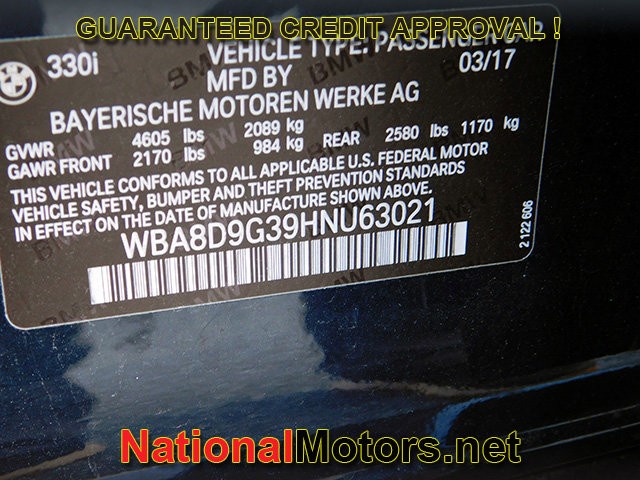 GUARANTEED CREDIT APPROVAL !
BMW
330i
VEHICLE TYPE: PASSENGER CAR
MFD BY
03/17
BAYERISCHE MOTOREN WERKE AG
GVWR 4605 lbs 2089 kg
GAWR FRONT 2170 lbs 984 kg REAR 2580 lbs 1170 kg
THIS VEHICLE CONFORMS TO ALL APPLICABLE U.S. FEDERAL MOTOR
VEHICLE SAFETY, BUMPER AND THEFT PREVENTION STANDARDS
IN EFFECT ON THE DATE OF MANUFACTURE SHOWN ABOVE.
WBA8D9G39HNU63021
2 122 606
NationalMotors.net